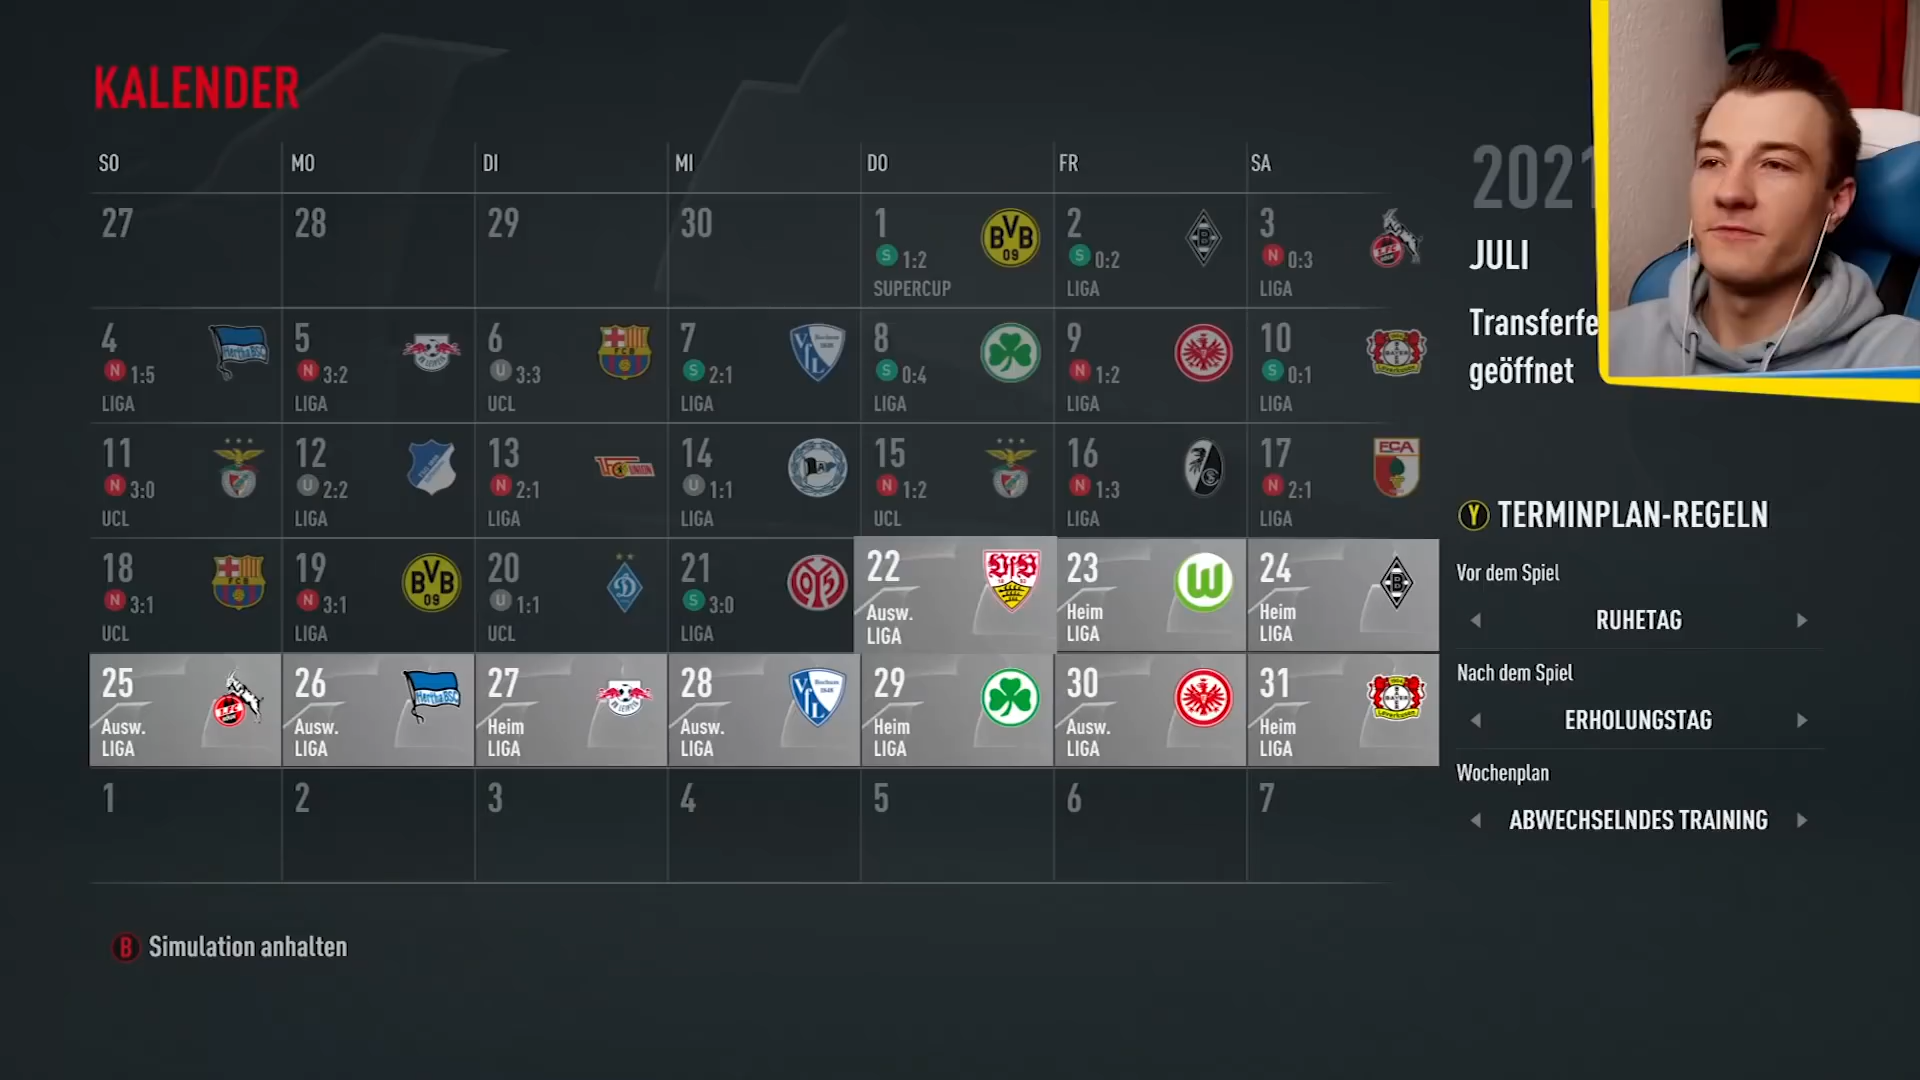 KALENDER
SO MO DI MI DO FR SA
2021
JULI
Transferfe
geöffnet
27 28 29 30 1 2 3
S 1:2 S 0:2 N 0:3
SUPERCUP LIGA LIGA
BVB 09
4 5 6 7 8 9 10
N 1:5 N 3:2 U 3:3 S 2:1 S 0:4 N 1:2 S 0:1
LIGA LIGA UCL LIGA LIGA LIGA LIGA
11 12 13 14 15 16 17
N 3:0 U 2:2 N 2:1 U 1:1 N 1:2 N 1:3 N 2:1
UCL LIGA LIGA LIGA UCL LIGA LIGA
18 19 20 21 22 23 24
N 3:1 N 3:1 U 1:1 S 3:0 Ausw. Heim Heim
UCL LIGA UCL LIGA LIGA LIGA LIGA
25 26 27 28 29 30 31
Ausw. Ausw. Heim Ausw. Heim Ausw. Heim
LIGA LIGA LIGA LIGA LIGA LIGA LIGA
1 2 3 4 5 6 7
Y TERMINPLAN-REGELN
Vor dem Spiel
RUHETAG
Nach dem Spiel
ERHOLUNGSTAG
Wochenplan
ABWECHSELNDES TRAINING
B Simulation anhalten